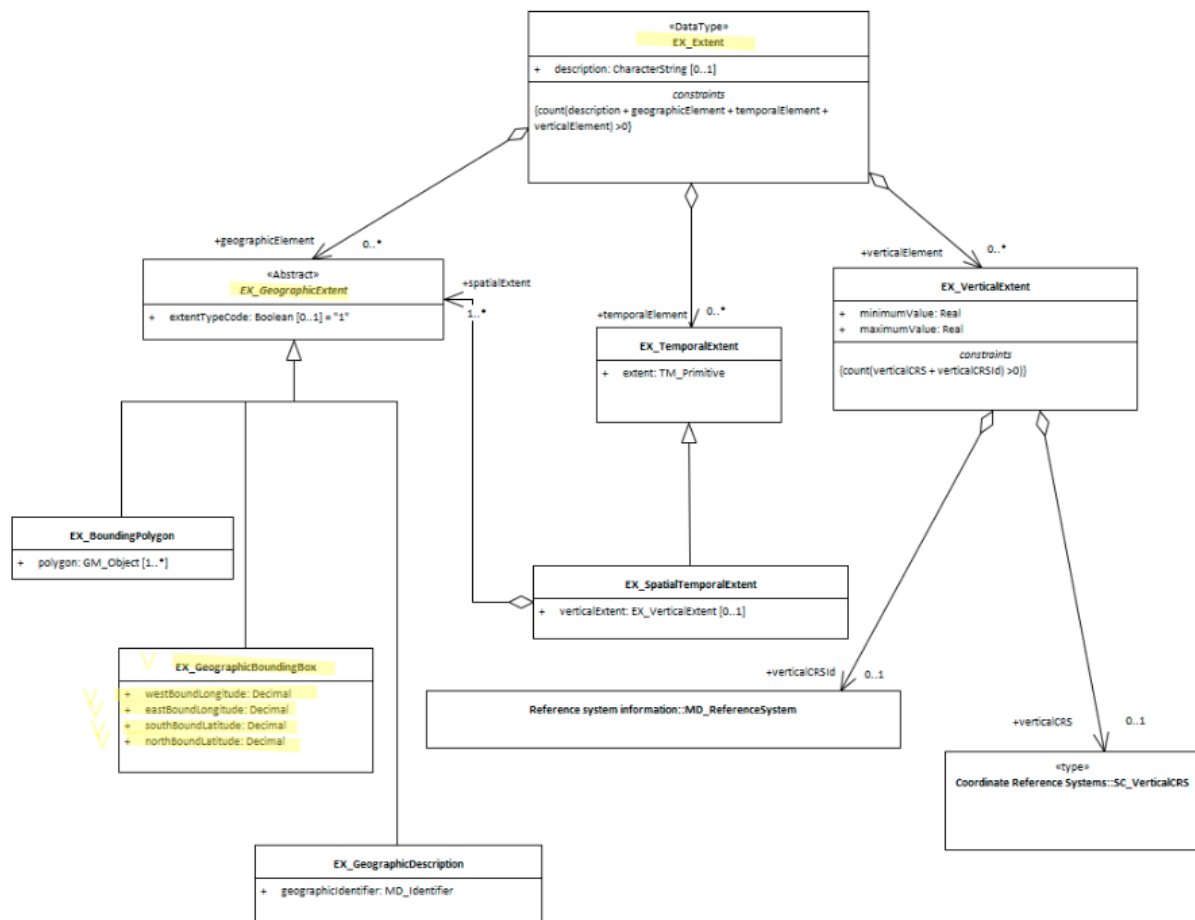 «DataType»
EX_Extent
+ description: CharacterString [0..1]
constraints
{count(description + geographicElement + temporalElement +
verticalElement) >0}
+geographicElement
0..*
«Abstract»
EX_GeographicExtent
+ extentTypeCode: Boolean [0..1] = "1"
+spatialExtent
1..*
+temporalElement
0..*
EX_TemporalExtent
+ extent: TM_Primitive
+verticalElement
0..*
EX_VerticalExtent
+ minimumValue: Real
+ maximumValue: Real
constraints
{count(verticalCRS + verticalCRSId) >0)}
EX_BoundingPolygon
+ polygon: GM_Object [1..*]
EX_SpatialTemporalExtent
+ verticalExtent: EX_VerticalExtent [0..1]
EX_GeographicBoundingBox
+ westBoundLongitude: Decimal
+ eastBoundLongitude: Decimal
+ southBoundLatitude: Decimal
+ northBoundLatitude: Decimal
+verticalCRSId
0..1
Reference system information::MD_ReferenceSystem
+verticalCRS
0..1
«type»
Coordinate Reference Systems::SC_VerticalCRS
EX_GeographicDescription
+ geographicIdentifier: MD_Identifier